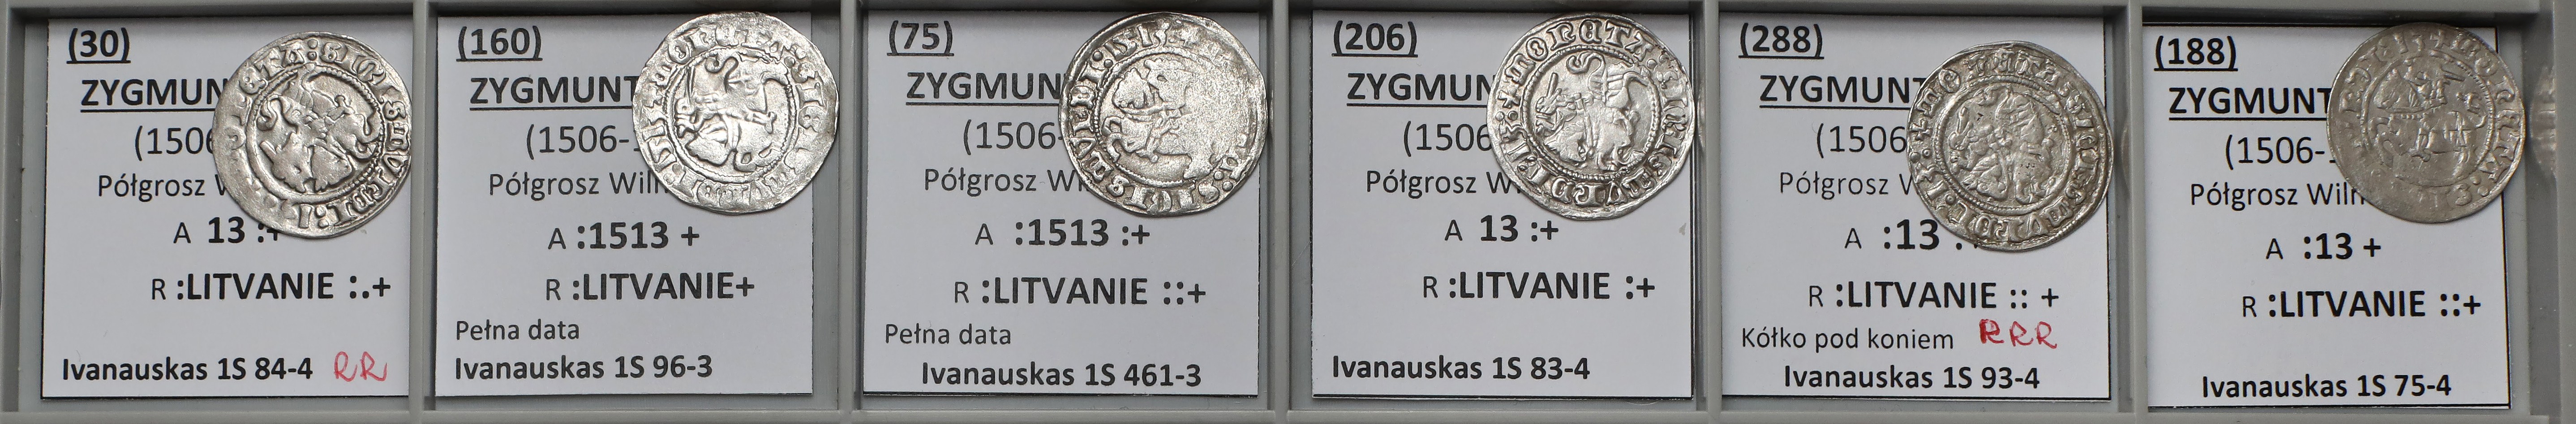 (30)
ZYGMUN
(1506
Półgrosz W
A 13 :+
R :LITVANIE :.+
Ivanauskas 1S 84-4 RR
(160)
ZYGMUNT
(1506-
Półgrosz Wiln
A :1513 +
R :LITVANIE+
Pełna data
Ivanauskas 1S 96-3
(75)
ZYGMUN
(1506-
Półgrosz Wi
A :1513 :+
R :LITVANIE ::+
Pełna data
Ivanauskas 1S 461-3
(206)
ZYGMUN
(1506
Półgrosz W
A 13 :+
R :LITVANIE :+
Ivanauskas 1S 83-4
(288)
ZYGMUNT
(1506
Półgrosz W
A :13 :
R :LITVANIE :: +
Kółko pod koniem RRR
Ivanauskas 1S 93-4
(188)
ZYGMUNT
(1506-
Półgrosz Wiln
A :13 +
R :LITVANIE ::+
Ivanauskas 1S 75-4